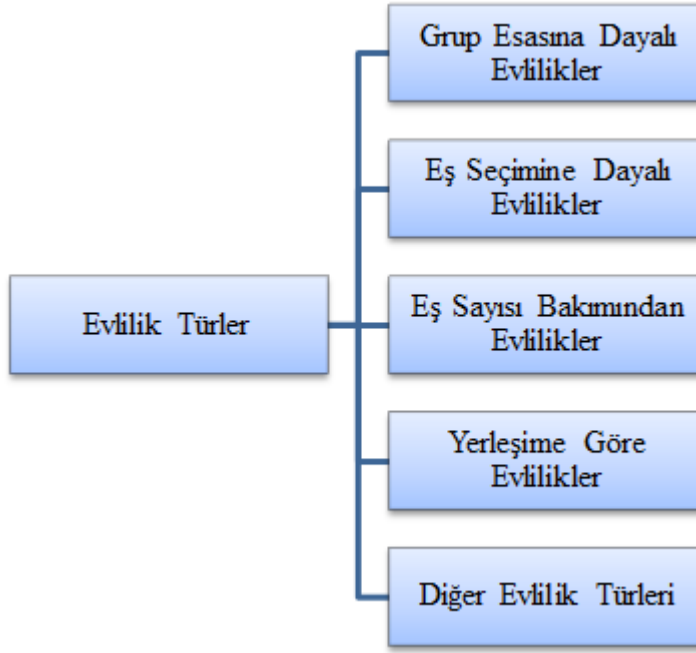 Evlilik Türler
Grup Esasına Dayalı
Evlilikler
Eş Seçimine Dayalı
Evlilikler
Eş Sayısı Bakımından
Evlilikler
Yerleşime Göre
Evlilikler
Diğer Evlilik Türleri